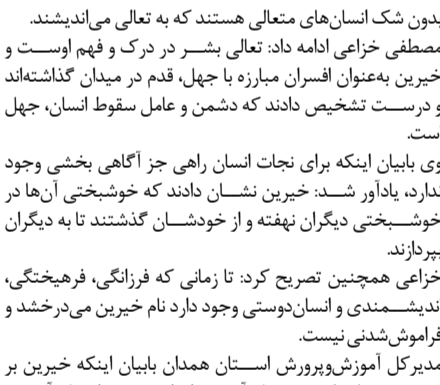 بدون شک انسان‌های متعالی هستند که به تعالی می‌اندیشند.
مصطفی خزاعی ادامه داد: تعالی بشر در درک و فهم اوست و
خیرین به‌عنوان افسران مبارزه با جهل، قدم در میدان گذاشته‌اند
و درست تشخیص دادند که دشمن و عامل سقوط انسان، جهل
است.
وی بابیان اینکه برای نجات انسان راهی جز آگاهی بخشی وجود
ندارد، یادآور شد: خیرین نشان دادند که خوشبختی آن‌ها در
خوشبختی دیگران نهفته و از خودشان گذشتند تا به دیگران
بپردازند.
خزاعی همچنین تصریح کرد: تا زمانی که فرزانگی، فرهیختگی،
اندیشمندی و انسان‌دوستی وجود دارد نام خیرین می‌درخشد و
فراموش‌شدنی نیست.
مدیرکل آموزش‌وپرورش استان همدان بابیان اینکه خیرین بر